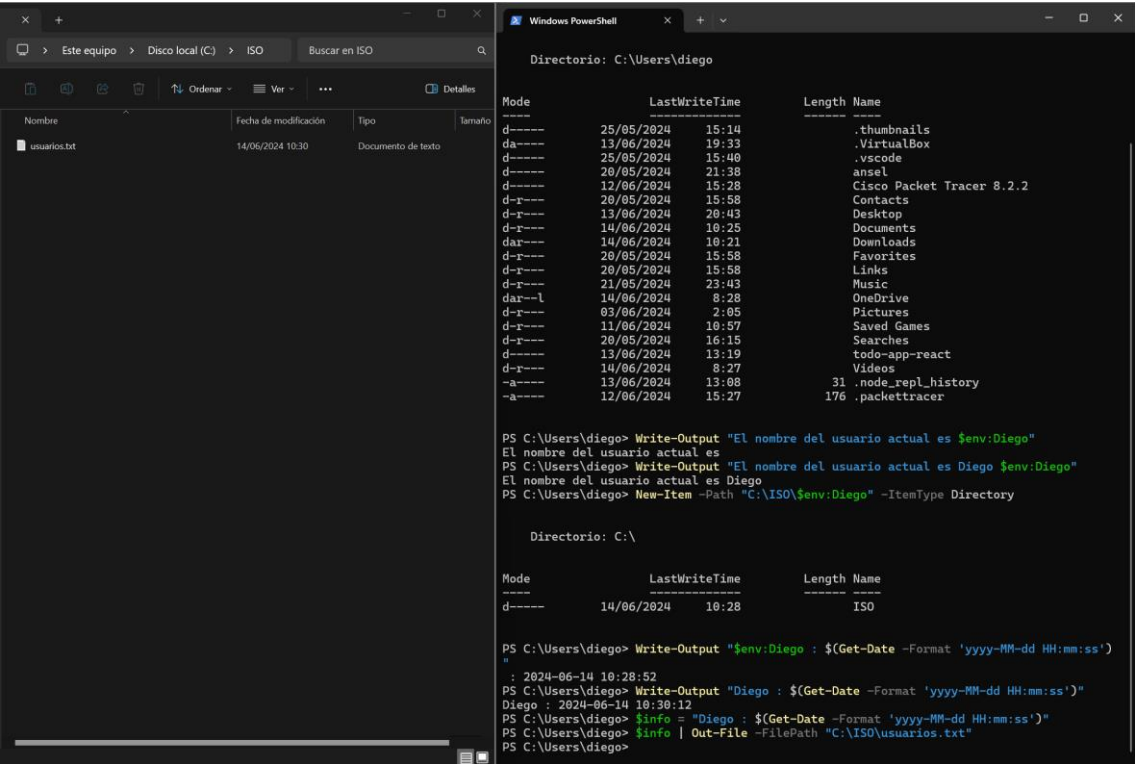 Este equipo > Disco local (C:) > ISO
Buscar en ISO
Ordenar
Ver
Detalles
Nombre Fecha de modificación Tipo Tamaño
usuarios.txt 14/06/2024 10:30 Documento de texto
Windows PowerShell
Directorio: C:\Users\diego
Mode LastWriteTime Length Name
---- ------------- ------ ----
d----- 25/05/2024 15:14 .thumbnails
da---- 13/06/2024 19:33 .VirtualBox
d----- 25/05/2024 15:40 .vscode
d----- 20/05/2024 21:38 ansel
d----- 12/06/2024 15:28 Cisco Packet Tracer 8.2.2
d-r--- 20/05/2024 15:58 Contacts
d-r--- 13/06/2024 20:43 Desktop
d-r--- 14/06/2024 10:25 Documents
dar--- 14/06/2024 10:21 Downloads
d-r--- 20/05/2024 15:58 Favorites
d-r--- 20/05/2024 15:58 Links
d-r--- 21/05/2024 23:43 Music
dar--l 14/06/2024 8:28 OneDrive
d-r--- 03/06/2024 2:05 Pictures
d-r--- 11/06/2024 10:57 Saved Games
d-r--- 20/05/2024 16:15 Searches
d----- 13/06/2024 13:19 todo-app-react
d-r--- 14/06/2024 8:27 Videos
-a---- 13/06/2024 13:08 31 .node_repl_history
-a---- 12/06/2024 15:27 176 .packettracer
PS C:\Users\diego> Write-Output "El nombre del usuario actual es $env:Diego"
El nombre del usuario actual es
PS C:\Users\diego> Write-Output "El nombre del usuario actual es Diego $env:Diego"
El nombre del usuario actual es Diego
PS C:\Users\diego> New-Item -Path "C:\ISO\$env:Diego" -ItemType Directory
Directorio: C:\
Mode LastWriteTime Length Name
---- ------------- ------ ----
d----- 14/06/2024 10:28 ISO
PS C:\Users\diego> Write-Output "$env:Diego : $(Get-Date -Format 'yyyy-MM-dd HH:mm:ss')
"
: 2024-06-14 10:28:52
PS C:\Users\diego> Write-Output "Diego : $(Get-Date -Format 'yyyy-MM-dd HH:mm:ss')"
Diego : 2024-06-14 10:30:12
PS C:\Users\diego> $info = "Diego : $(Get-Date -Format 'yyyy-MM-dd HH:mm:ss')"
PS C:\Users\diego> $info | Out-File -FilePath "C:\ISO\usuarios.txt"
PS C:\Users\diego>